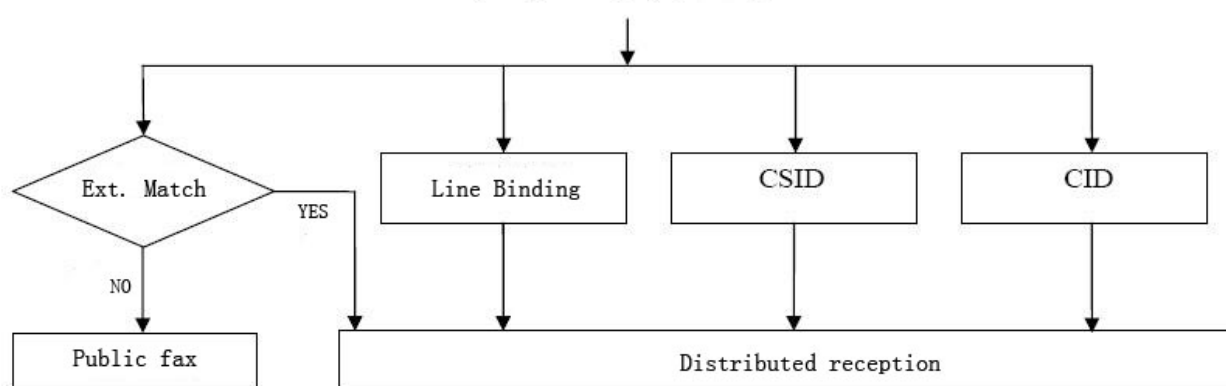 Ext. Match
Line Binding
CSID
CID
YES
NO
Public fax
Distributed reception